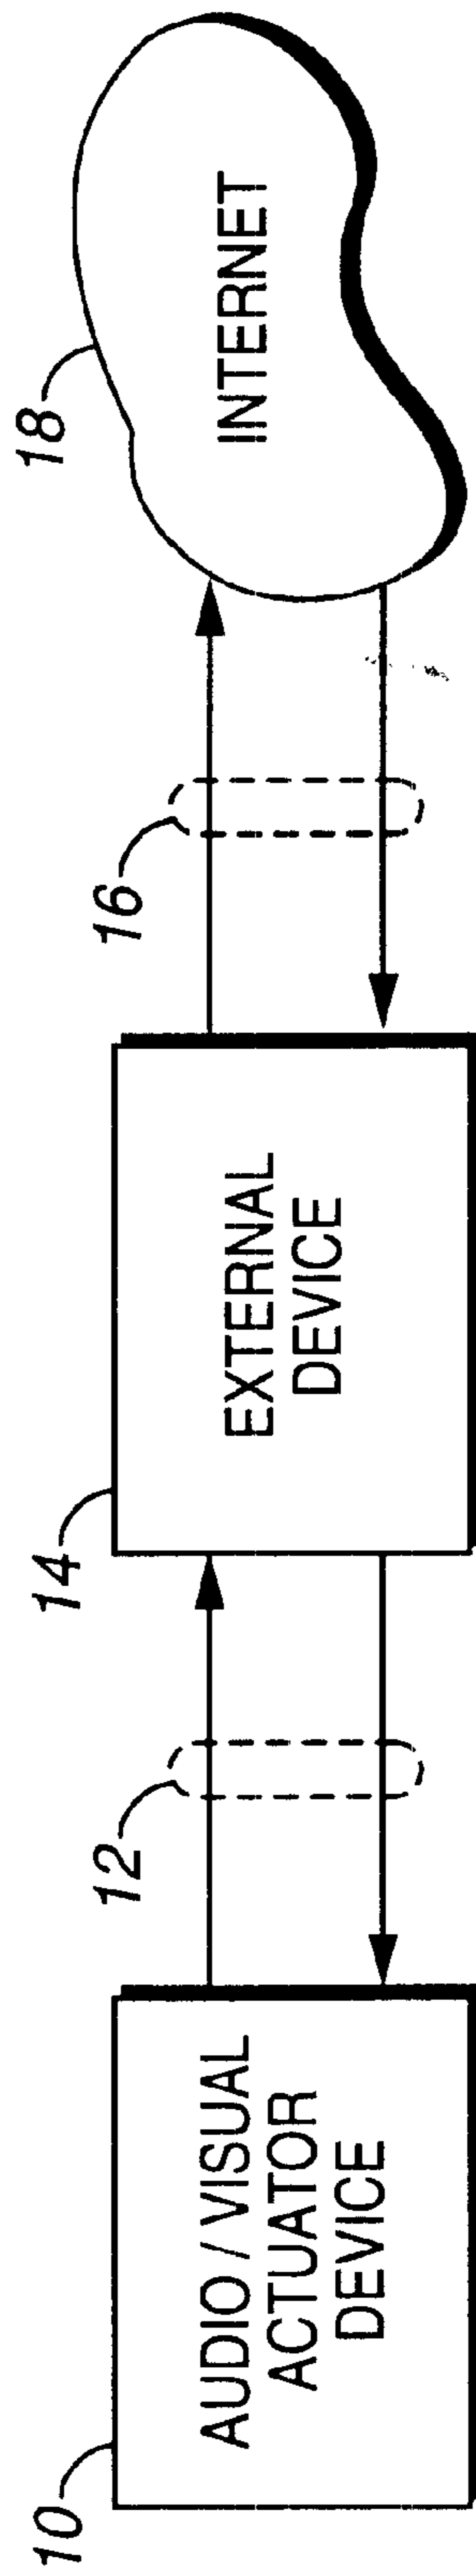 10
AUDIO / VISUAL
ACTUATOR
DEVICE
12
14
EXTERNAL
DEVICE
16
18
INTERNET